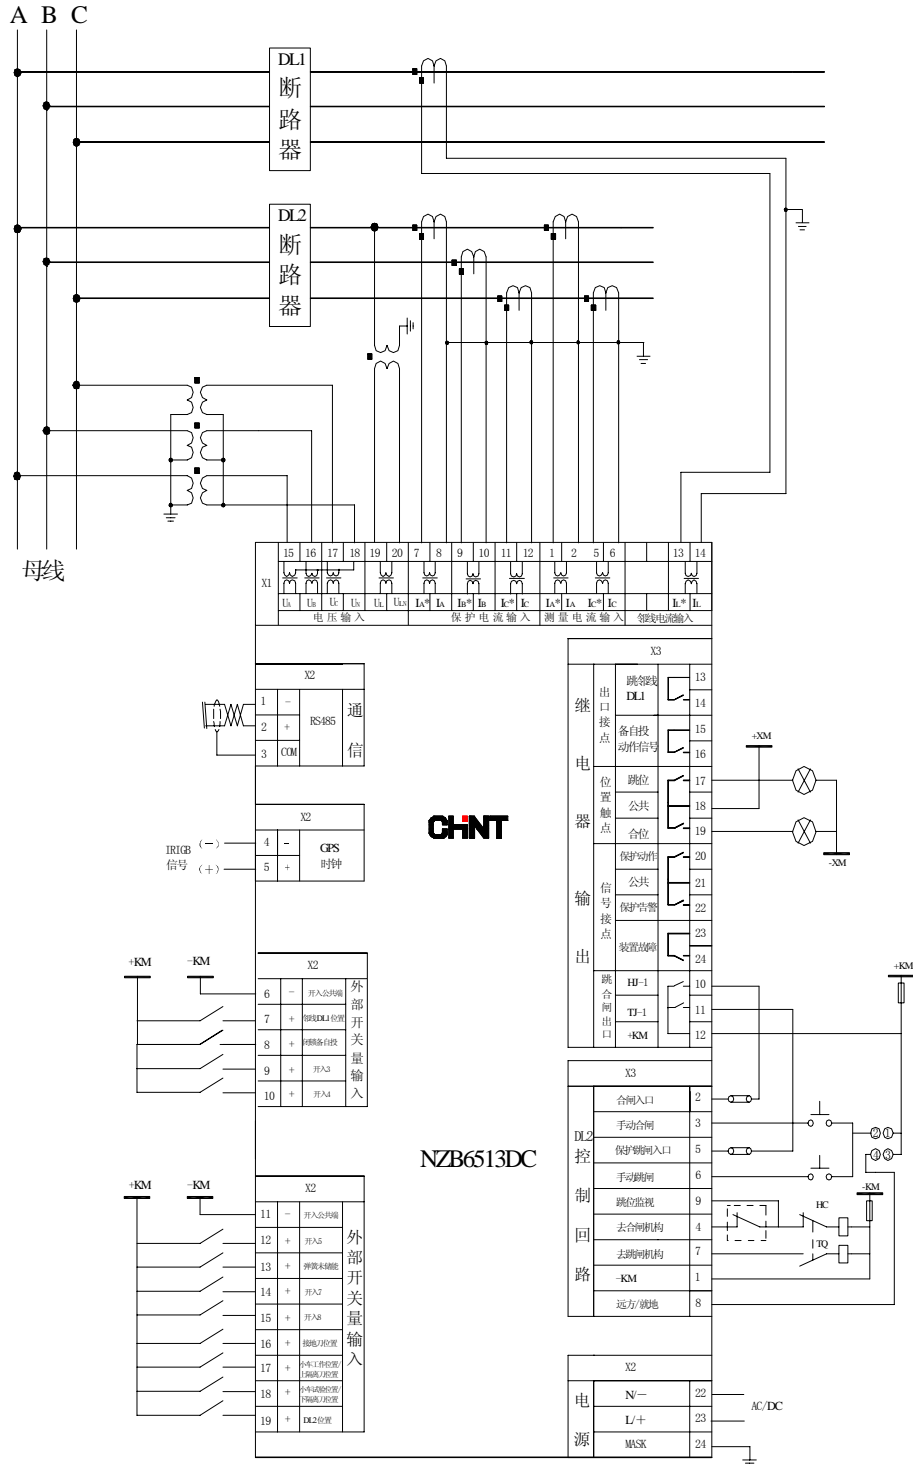 A B C
DL1
断路器
DL2
断路器
母线
X1
15 16 17 18 19 20 7 8 9 10 11 12 1 2 5 6 13 14
UA UB UC UN UL ULN IA* IA IB* IB IC* IC IA* IA IC* IC IL* IL
电压输入 保护电流输入 测量电流输入 邻线电流输入
X2
1 －
2 ＋
3 COM
RS485
通信
X2
IRIGB
信号
(－)
(＋)
4 －
5 ＋
GPS
时钟
CHNT
+KM
-KM
X2
6 － 开入公共端
7 ＋ 邻线DL1位置
8 ＋ 闭锁备自投
9 ＋ 开入3
10 ＋ 开入4
外部开关量输入
NZB6513DC
+KM
-KM
X2
11 － 开入公共端
12 ＋ 开入5
13 ＋ 弹簧未储能
14 ＋ 开入7
15 ＋ 开入8
16 ＋ 接地刀位置
17 ＋ 小车工作位置/
上隔离刀位置
18 ＋ 小车试验位置/
下隔离刀位置
19 ＋ DL2位置
外部开关量输入
X3
继电器输出
出口接点
跳邻线
DL1
13
14
备自投
动作信号
15
16
位置触点
跳位 17
公共 18
合位 19
+XM
-XM
信号接点
保护动作 20
公共 21
保护告警 22
装置故障
23
24
跳合闸出口
HJ-1 10
TJ-1 11
+KM 12
+KM
X3
DL2
控制回路
合闸入口 2
手动合闸 3
保护跳闸入口 5
手动跳闸 6
跳位监视 9
去合闸机构 4
去跳闸机构 7
-KM 1
远方/就地 8
② ①
④ ③
-KM
HC
TQ
X2
电源
N/－ 22
L/＋ 23
MASK 24
AC/DC